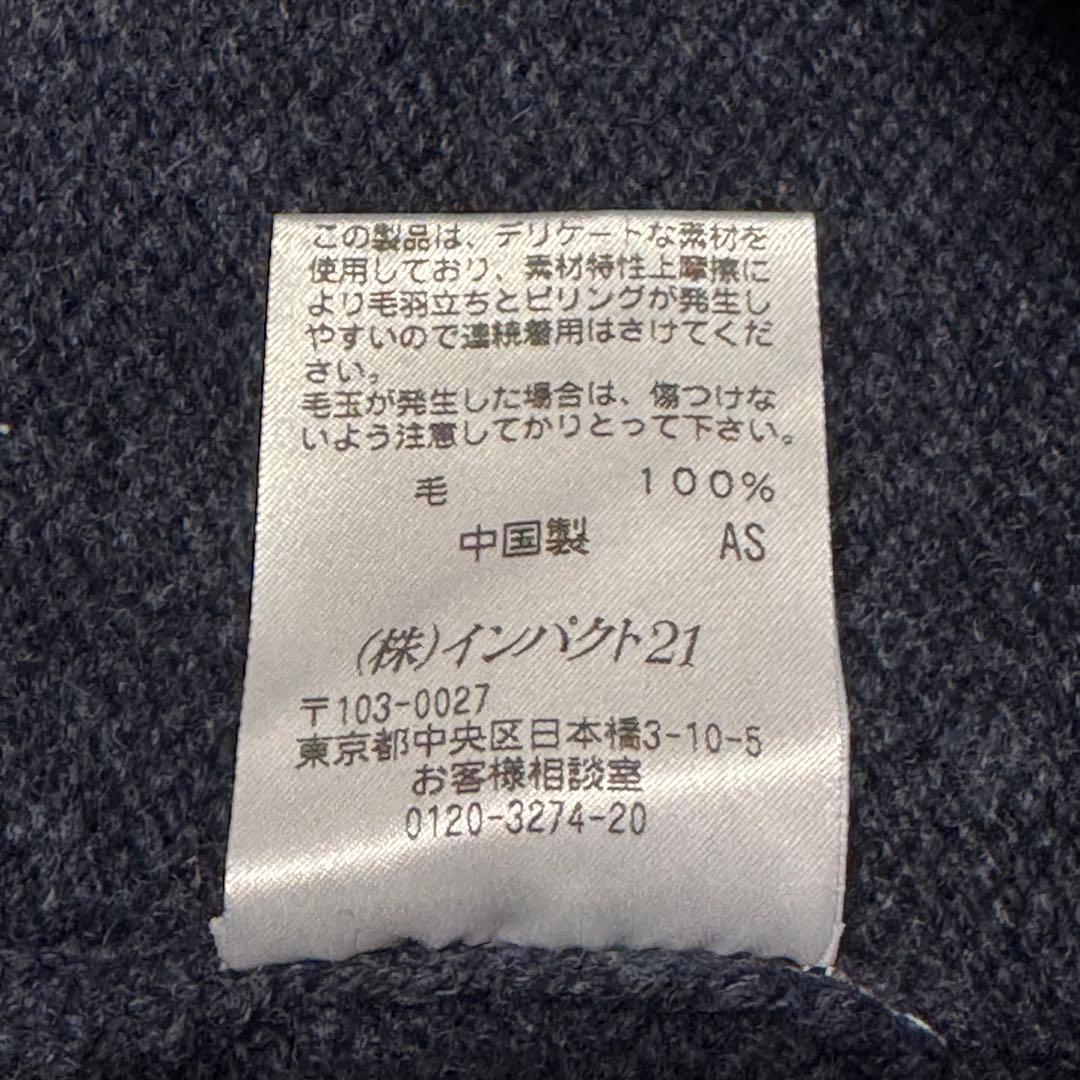 この製品は、デリケートな素材を
使用しており、素材特性上摩擦に
より毛羽立ちとピリングが発生し
やすいので連続着用はさけてくだ
さい。
毛玉が発生した場合は、傷つけな
いよう注意してかりとって下さい。
毛 100%
中国製 AS
(株)インパクト21
〒103-0027
東京都中央区日本橋3-10-5
お客様相談室
0120-3274-20